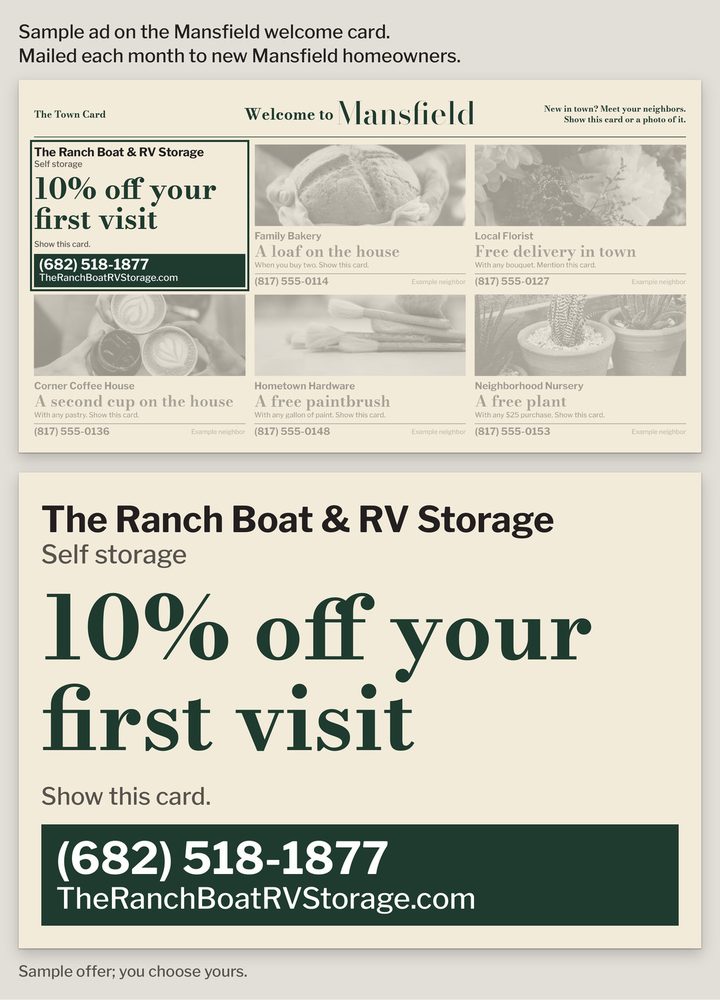 Sample ad on the Mansfield welcome card.
Mailed each month to new Mansfield homeowners.
The Town Card
Welcome to Mansfield
New in town? Meet your neighbors.
Show this card or a photo of it.
The Ranch Boat & RV Storage
Self storage
10% off your
first visit
Show this card.
(682) 518-1877
TheRanchBoatRVStorage.com
Family Bakery
A loaf on the house
When you buy two. Show this card.
(817) 555-0114
Example neighbor
Local Florist
Free delivery in town
With any bouquet. Mention this card.
(817) 555-0127
Example neighbor
Corner Coffee House
A second cup on the house
With any pastry. Show this card.
(817) 555-0136
Example neighbor
Hometown Hardware
A free paintbrush
With any gallon of paint. Show this card.
(817) 555-0148
Example neighbor
Neighborhood Nursery
A free plant
With any $25 purchase. Show this card.
(817) 555-0153
Example neighbor
The Ranch Boat & RV Storage
Self storage
10% off your
first visit
Show this card.
(682) 518-1877
TheRanchBoatRVStorage.com
Sample offer; you choose yours.